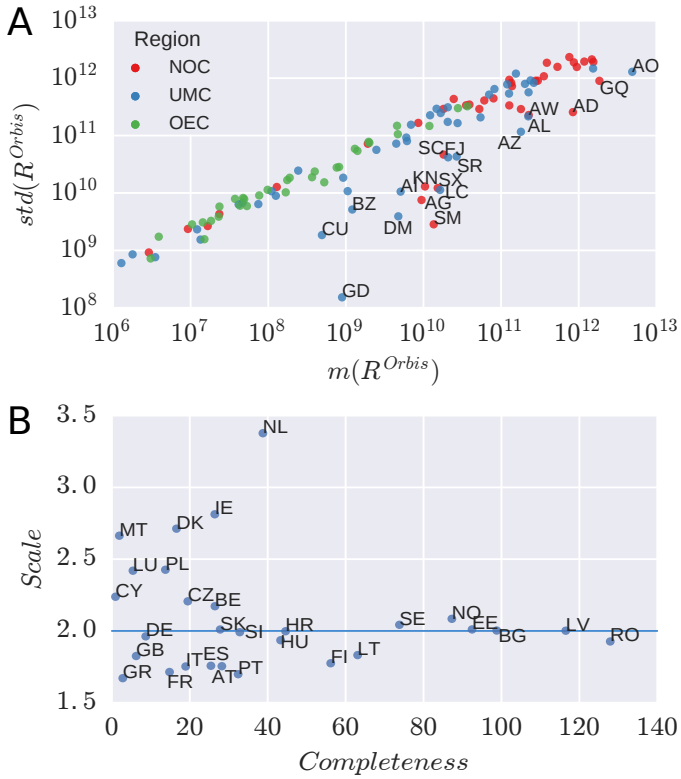 A
10^13
10^12
10^11
10^10
10^9
10^8
std(R^Orbis)
Region
NOC
UMC
OEC
AO
GQ
AW
AD
AL
AZ
SC
FJ
SR
KN
SX
AI
LC
BZ
AG
CU
DM
SM
GD
10^6
10^7
10^8
10^9
10^10
10^11
10^12
10^13
m(R^Orbis)
B
3.5
3.0
2.5
2.0
1.5
Scale
NL
IE
DK
MT
LU
PL
CY
CZ
BE
DE
SK
SI
HR
SE
NO
EE
BG
LV
RO
GB
HU
IT
ES
FI
LT
GR
FR
AT
PT
0
20
40
60
80
100
120
140
Completeness